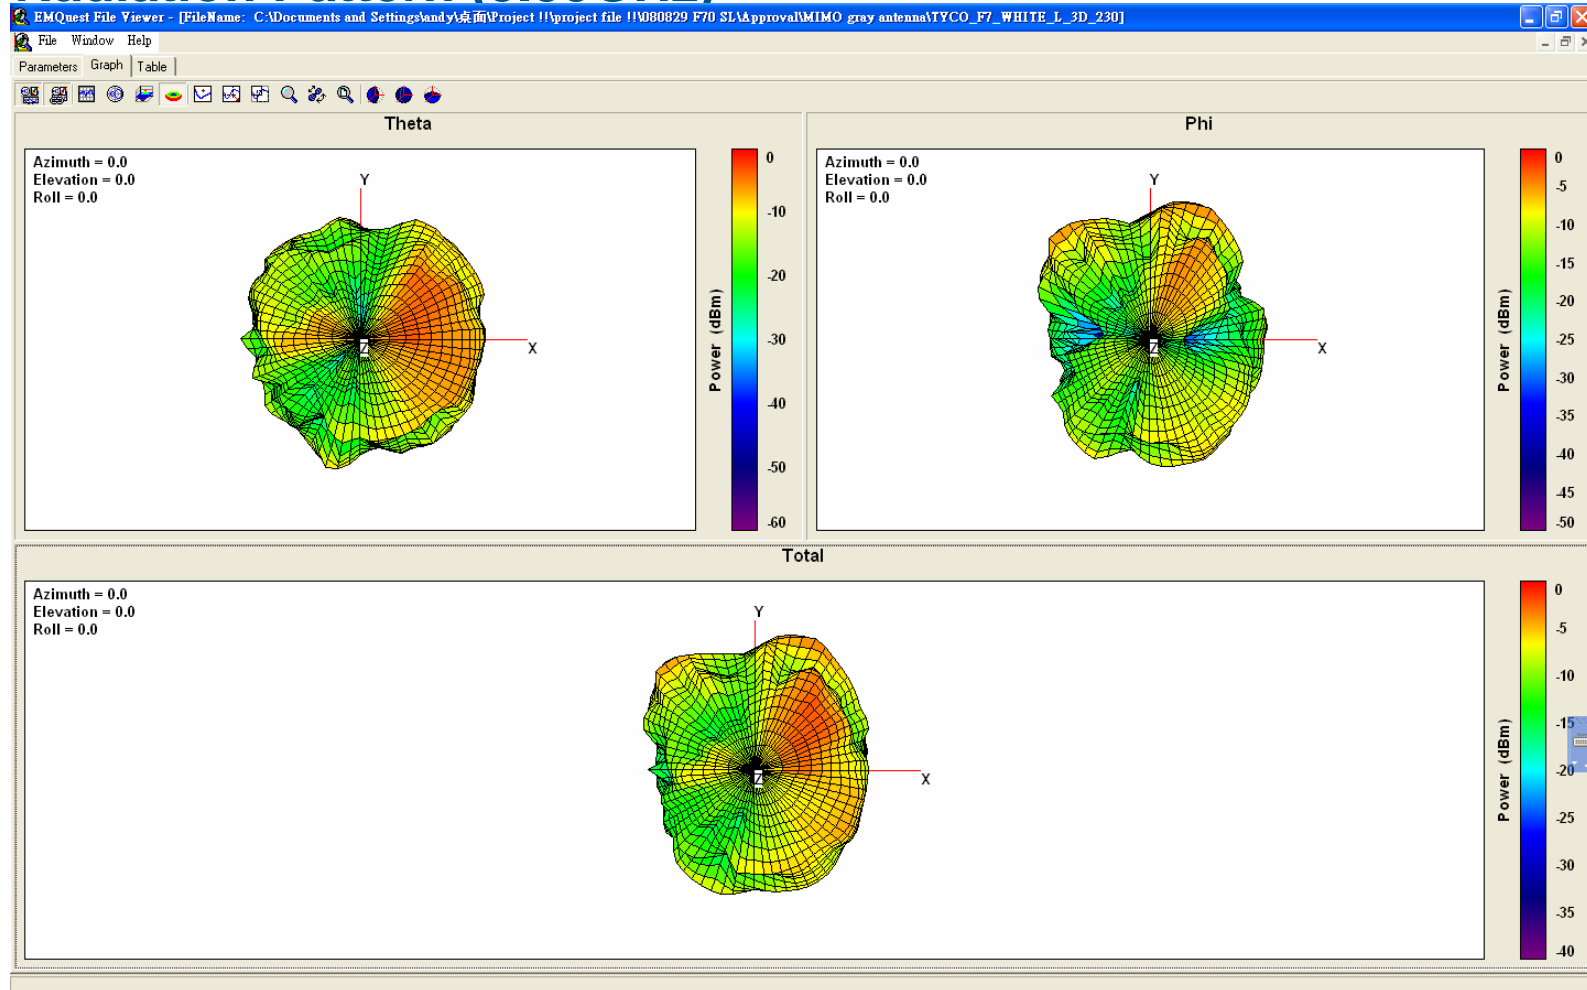 EMQuest File Viewer - [FileName: C:\Documents and Settings\andy\桌面\Project !!\project file !!\080829 F70 SL\Approval\MIMO gray antenna\TYCO_F7_WHITE_L_3D_230]
File Window Help
Parameters Graph Table
Theta
Azimuth = 0.0
Elevation = 0.0
Roll = 0.0
Y
X
Z
0
-10
-20
-30
-40
-50
-60
Power (dBm)
Phi
Azimuth = 0.0
Elevation = 0.0
Roll = 0.0
Y
X
Z
0
-5
-10
-15
-20
-25
-30
-35
-40
-45
-50
Power (dBm)
Total
Azimuth = 0.0
Elevation = 0.0
Roll = 0.0
Y
X
Z
0
-5
-10
-15
-20
-25
-30
-35
-40
Power (dBm)